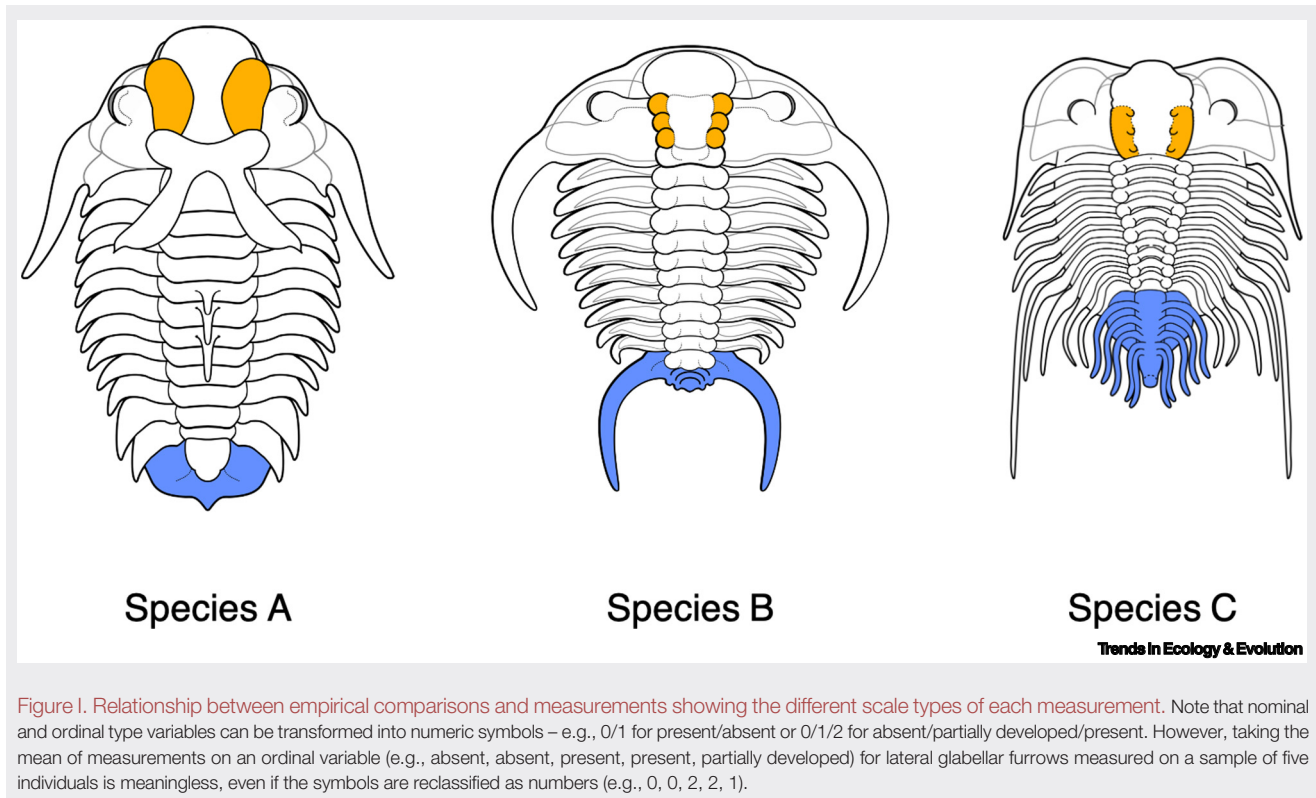 Species A
Species B
Species C
Trends in Ecology & Evolution
Figure I. Relationship between empirical comparisons and measurements showing the different scale types of each measurement. Note that nominal
and ordinal type variables can be transformed into numeric symbols – e.g., 0/1 for present/absent or 0/1/2 for absent/partially developed/present. However, taking the
mean of measurements on an ordinal variable (e.g., absent, absent, present, present, partially developed) for lateral glabellar furrows measured on a sample of five
individuals is meaningless, even if the symbols are reclassified as numbers (e.g., 0, 0, 2, 2, 1).